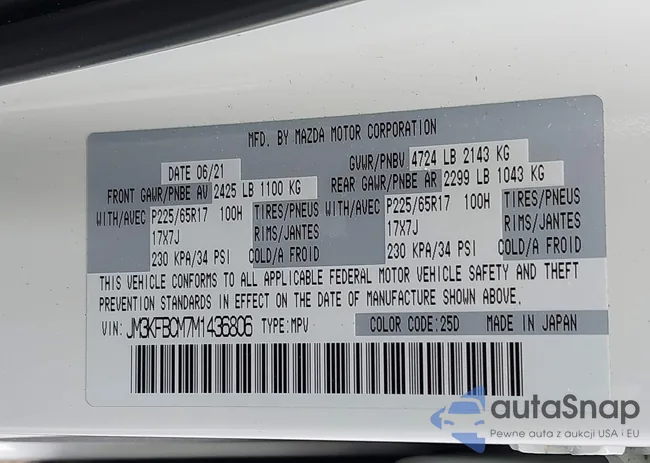 MFD. BY MAZDA MOTOR CORPORATION
DATE 06/21 GVWR/PNBV 4724 LB 2143 KG
FRONT GAWR/PNBE AV 2425 LB 1100 KG REAR GAWR/PNBE AR 2299 LB 1043 KG
WITH/AVEC P225/65R17 100H TIRES/PNEUS WITH/AVEC P225/65R17 100H TIRES/PNEUS
17X7J RIMS/JANTES 17X7J RIMS/JANTES
230 KPA/34 PSI COLD/A FROID 230 KPA/34 PSI COLD/A FROID
THIS VEHICLE CONFORMS TO ALL APPLICABLE FEDERAL MOTOR VEHICLE SAFETY AND THEFT
PREVENTION STANDARDS IN EFFECT ON THE DATE OF MANUFACTURE SHOWN ABOVE.
VIN: JM3KFBCM7M1436806 TYPE:MPV COLOR CODE:25D MADE IN JAPAN
autaSnap
Pewne auta z aukcji USA i EU